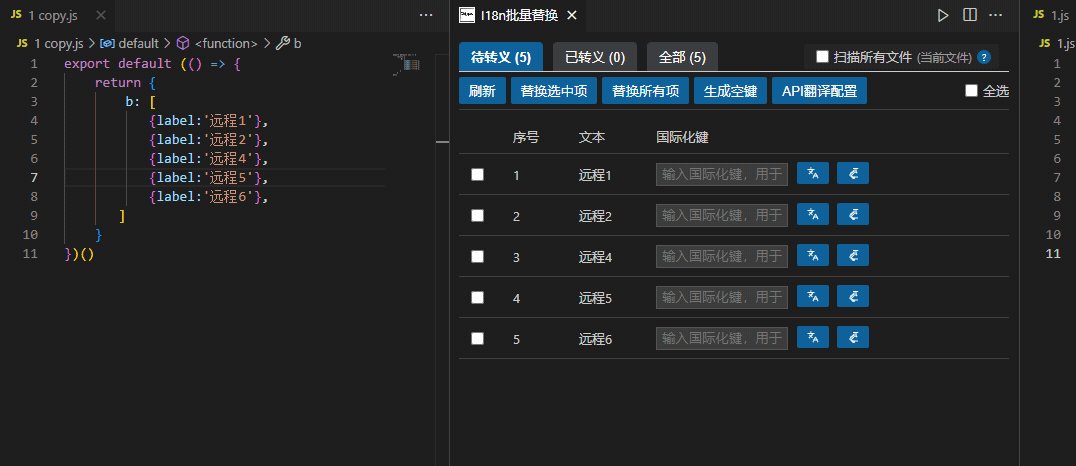 JS 1 copy.js
JS 1 copy.js > default > <function> > b
1 export default (() => {
2 return {
3 b: [
4 {label:'远程1'},
5 {label:'远程2'},
6 {label:'远程4'},
7 {label:'远程5'},
8 {label:'远程6'},
9 ]
10 }
11 })()
I18n批量替换
待转义 (5) 已转义 (0) 全部 (5) 扫描所有文件 (当前文件) ?
刷新 替换选中项 替换所有项 生成空键 API翻译配置 全选
序号 文本 国际化键
1 远程1 输入国际化键，用于
2 远程2 输入国际化键，用于
3 远程4 输入国际化键，用于
4 远程5 输入国际化键，用于
5 远程6 输入国际化键，用于
JS 1.js
JS 1.js
1
2
3
4
5
6
7
8
9
10
11